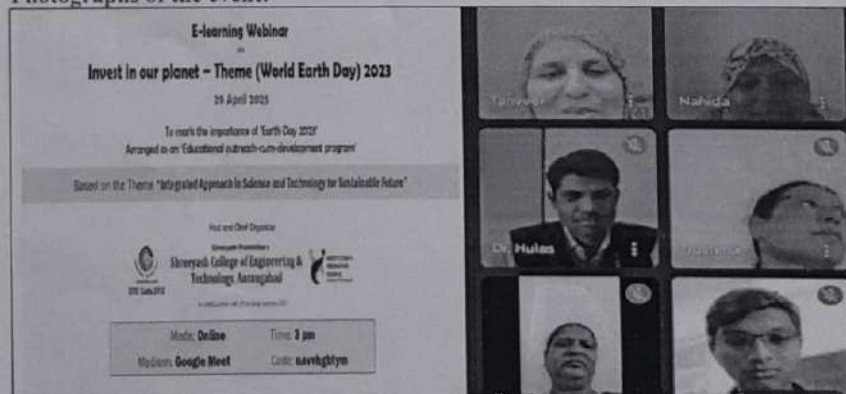 Photographs of the event:
E-learning Webinar
on
Invest in our planet – Theme (World Earth Day) 2023
29 April 2023
To mark the importance of 'Earth Day 2023'
Arranged as an 'Educational outreach-cum-development program'
Based on the Theme "Integrated Approach in Science and Technology for Sustainable Future"
Host and Chief Organizer
Shreeyash College of Engineering &
Technology, Aurangabad
Mode: Online Time: 3 pm
Medium: Google Meet Code:
Tanveer
Nahida
Dr. Hulas